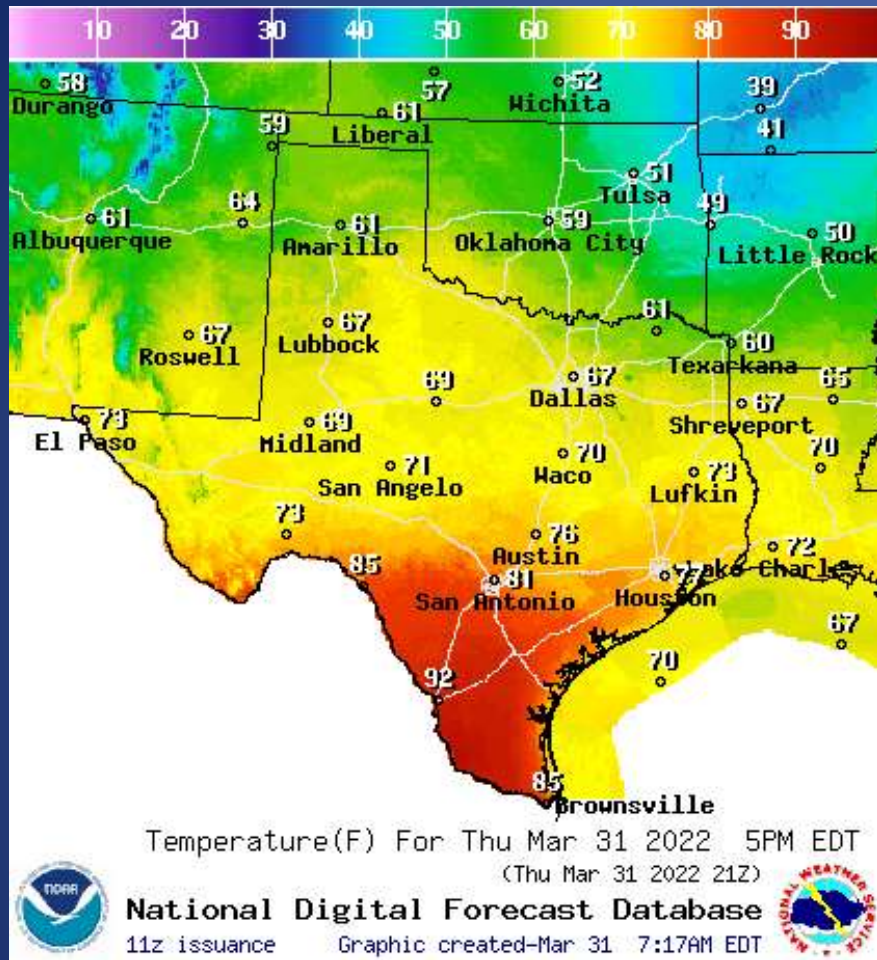 10 20 30 40 50 60 70 80 90
58
Durango
57
52
Wichita
39
61
Liberal
59
41
51
Tulsa
61
Albuquerque
64
61
Amarillo
59
Oklahoma City
49
50
Little Rock
67
Roswell
67
Lubbock
61
60
Texarkana
69
67
Dallas
67
Shreveport
65
73
El Paso
69
Midland
71
San Angelo
70
Waco
73
Lufkin
70
73
76
Austin
72
Lake Charles
85
81
San Antonio
77
Houston
67
92
70
85
Brownsville
Temperature(F) For Thu Mar 31 2022 5PM EDT
(Thu Mar 31 2022 21Z)
NOAA
National Digital Forecast Database
11z issuance Graphic created-Mar 31 7:17AM EDT
NATIONAL WEATHER SERVICE